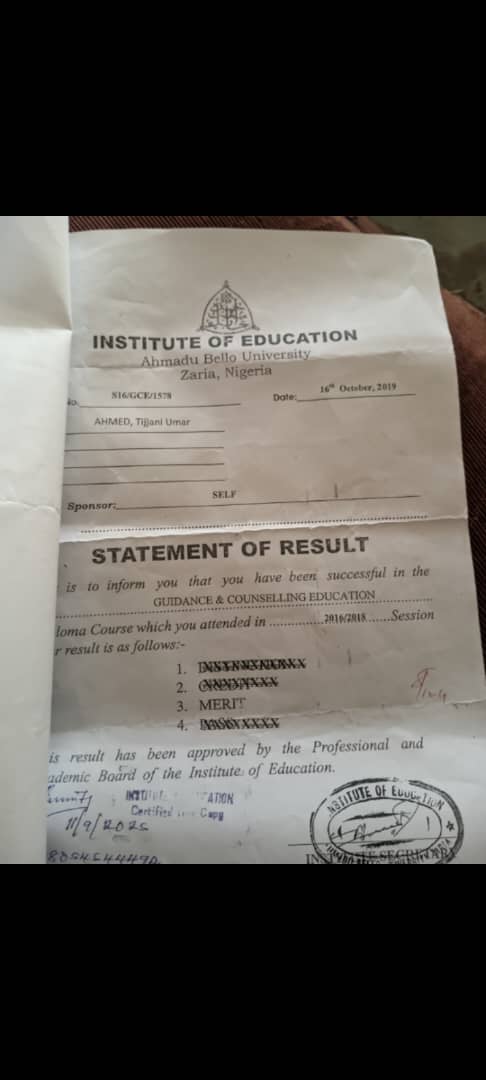 INSTITUTE OF EDUCATION
Ahmadu Bello University
Zaria, Nigeria
No. S16/GCE/1578 Date: 16th October, 2019
AHMED, Tijjani Umar
Sponsor: SELF
STATEMENT OF RESULT
is to inform you that you have been successful in the
GUIDANCE & COUNSELLING EDUCATION
loma Course which you attended in ..............2016/2018.......Session
r result is as follows:-
1.
2.
3. MERIT
4.
is result has been approved by the Professional and
ademic Board of the Institute of Education.
Certified Copy
11/9/2025
INSTITUTE OF EDUCATION